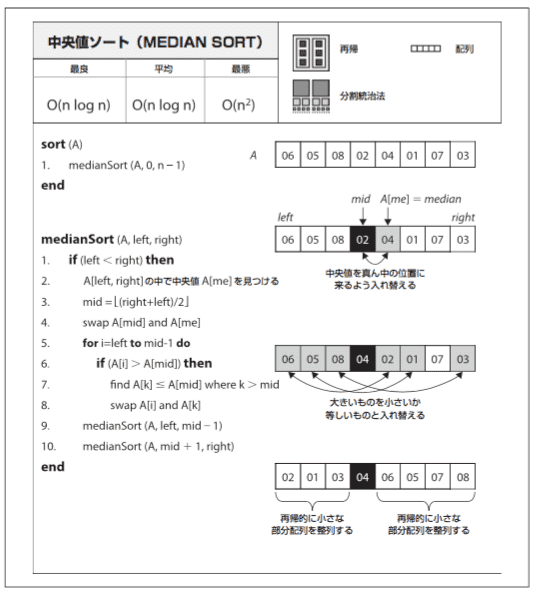 中央値ソート（MEDIAN SORT）
最良 平均 最悪
O(n log n) O(n log n) O(n²)
再帰 配列
分割統治法
sort (A)
1. medianSort (A, 0, n－1)
end
A 06 05 08 02 04 01 07 03
medianSort (A, left, right)
1. if (left < right) then
2. A[left, right]の中で中央値 A[me] を見つける
3. mid =⌊(right+left)/2⌋
4. swap A[mid] and A[me]
5. for i=left to mid-1 do
6. if (A[i] > A[mid]) then
7. find A[k] ≤ A[mid] where k > mid
8. swap A[i] and A[k]
9. medianSort (A, left, mid－1)
10. medianSort (A, mid + 1, right)
end
mid A[me] = median
left right
06 05 08 02 04 01 07 03
中央値を真ん中の位置に
来るよう入れ替える
06 05 08 04 02 01 07 03
大きいものを小さいか
等しいものと入れ替える
02 01 03 04 06 05 07 08
再帰的に小さな
部分配列を整列する
再帰的に小さな
部分配列を整列する